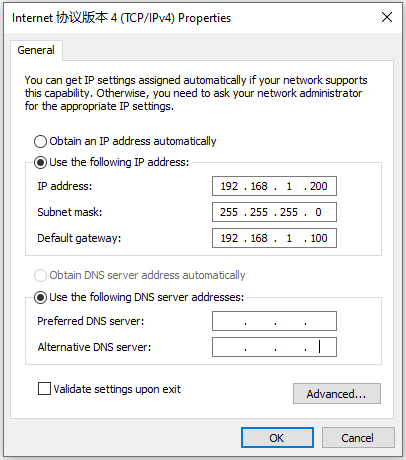 Internet 协议版本 4 (TCP/IPv4) Properties
General
You can get IP settings assigned automatically if your network supports
this capability. Otherwise, you need to ask your network administrator
for the appropriate IP settings.
Obtain an IP address automatically
Use the following IP address:
IP address: 192 . 168 . 1 . 200
Subnet mask: 255 . 255 . 255 . 0
Default gateway: 192 . 168 . 1 . 100
Obtain DNS server address automatically
Use the following DNS server addresses:
Preferred DNS server: . . .
Alternative DNS server: . . .
Validate settings upon exit
Advanced...
OK Cancel